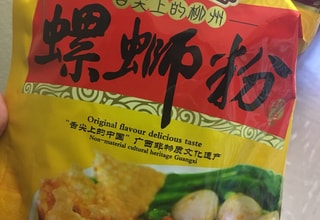 舌尖上的柳州
螺蛳粉
Original flavour delicious taste
"舌尖上的中国"广西非特质文化遗产
Non-material cultural heritage Guangxi